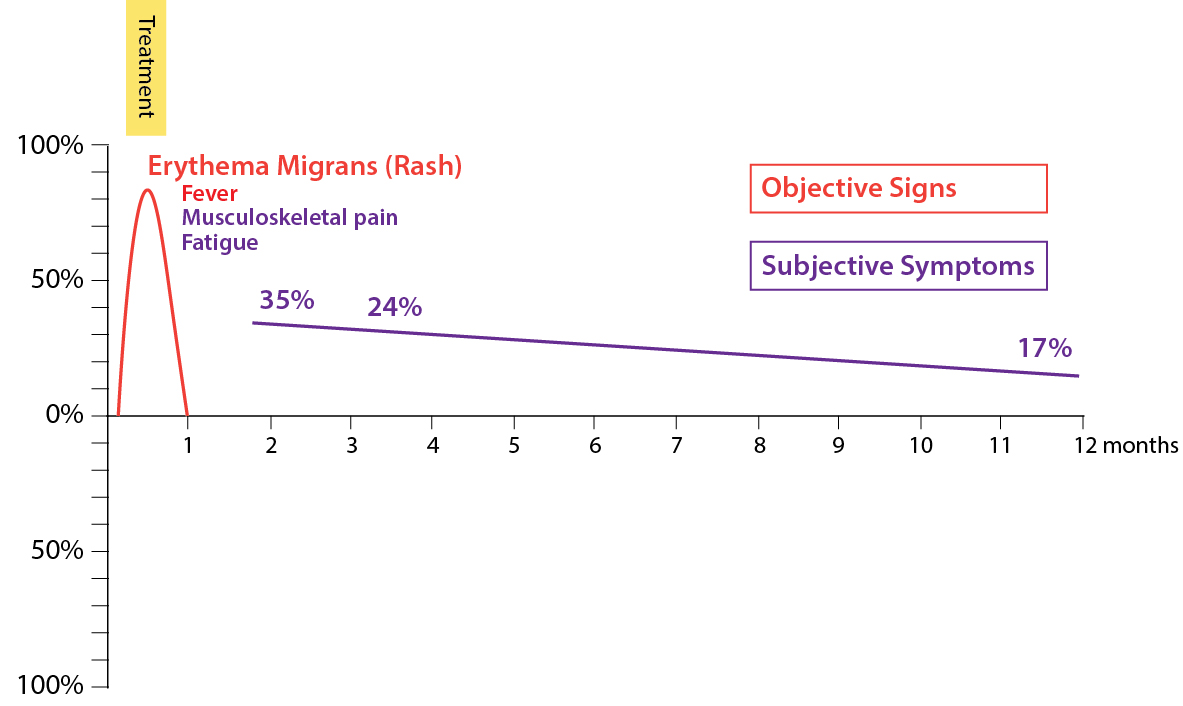 Treatment
100%
Erythema Migrans (Rash)
Fever
Musculoskeletal pain
Fatigue
Objective Signs
Subjective Symptoms
50%
35%
24%
17%
0%
1 2 3 4 5 6 7 8 9 10 11 12 months
50%
100%